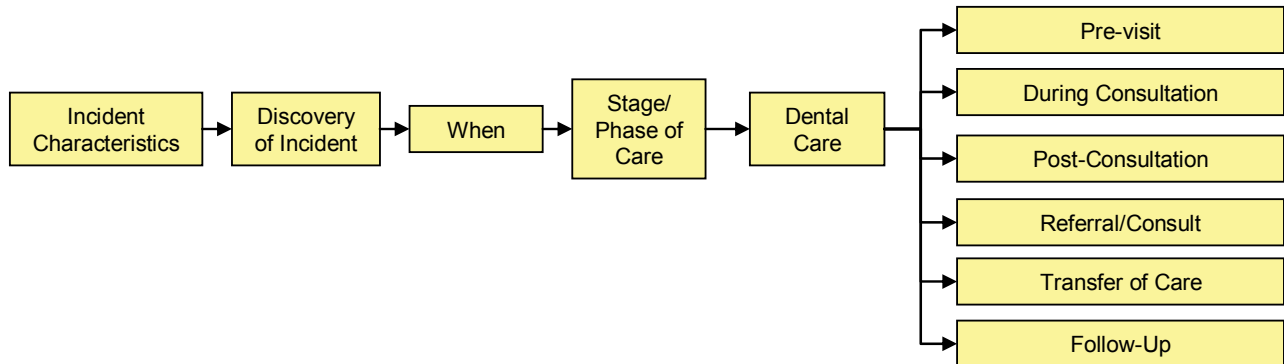 Incident
Characteristics
Discovery
of Incident
When
Stage/
Phase of
Care
Dental
Care
Pre-visit
During Consultation
Post-Consultation
Referral/Consult
Transfer of Care
Follow-Up